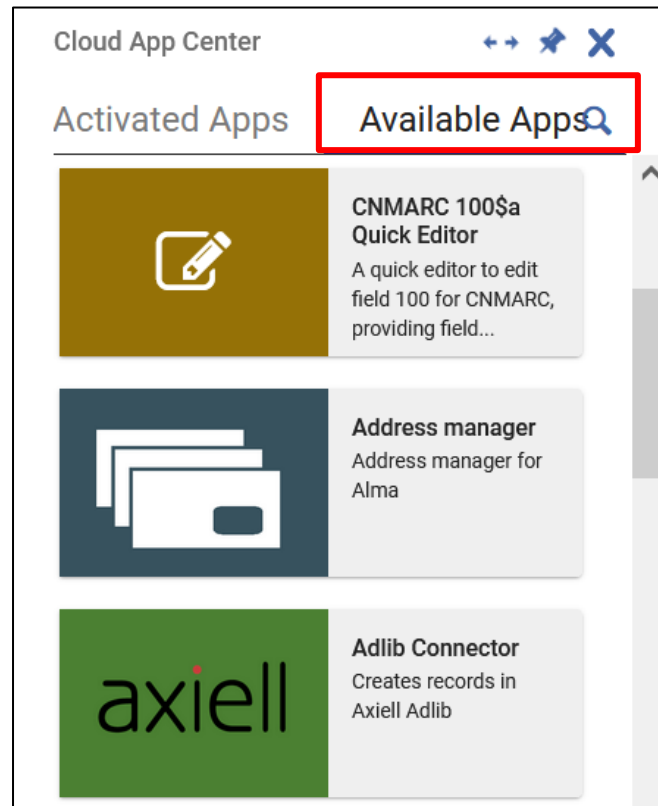 Cloud App Center
Activated Apps
Available Apps
CNMARC 100$a
Quick Editor
A quick editor to edit
field 100 for CNMARC,
providing field...
Address manager
Address manager for
Alma
axiell
Adlib Connector
Creates records in
Axiell Adlib